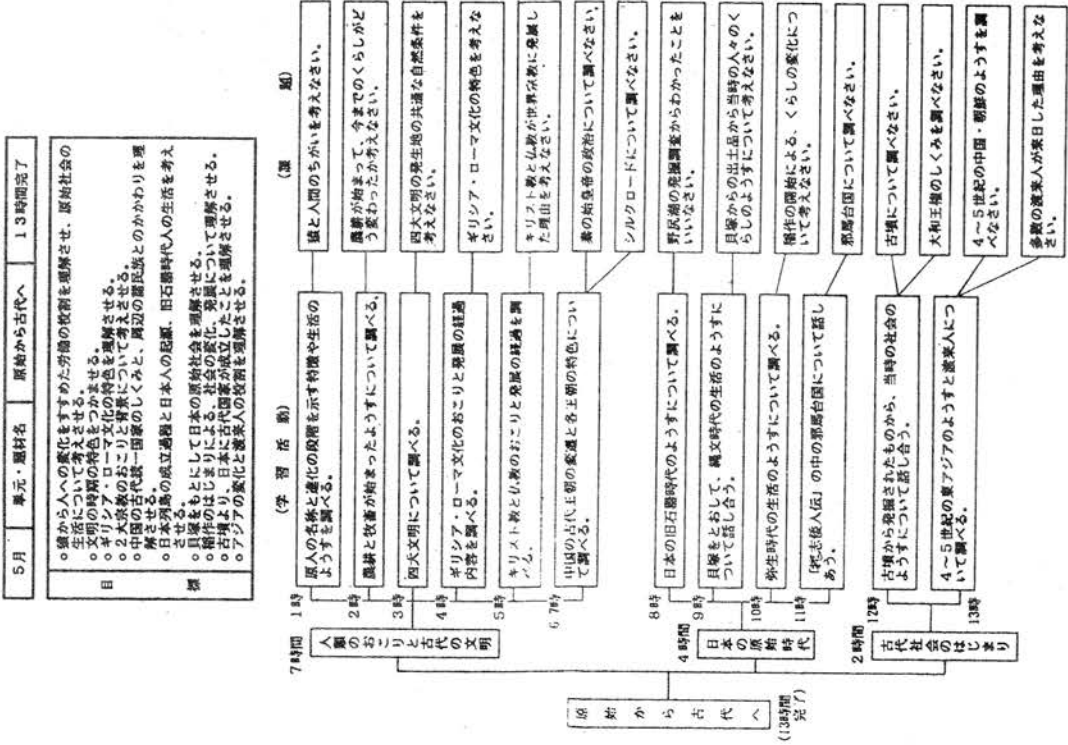 5月 単元・題材名 原始から古代へ 13時間完了
目標
○猿から人への変化をすすめた労働の役割を理解させ、原始社会の
生活について考えさせる。
○文明の時期の特色をつかませる。
○ギリシア・ローマ文化の特色を理解させる。
○2大宗教のおこりと背景について考えさせる。
○中国の古代統一国家のしくみと、周辺の諸民族とのかかわりを理
解させる。
○日本列島の成立過程と日本人の起源、旧石器時代人の生活を考え
させる。
○貝塚をもとにして日本の原始社会を理解させる。
○稲作のはじまりによる、社会の変化、発展について理解させる。
○古墳より、日本に古代国家が成立したことを理解させる。
○アジアの変化と渡来人の役割を理解させる。
(学習活動)
(課題)
原始から古代へ
(13時間
完了)
7時間
人類のおこりと古代の文明
1時
原人の名称と進化の段階を示す特徴や生活の
ようすを調べる。
猿と人間のちがいを考えなさい。
2時
農耕と牧畜が始まったようすについて調べる。
農耕が始まって、今までのくらしがど
う変わったか考えなさい。
3時
四大文明について調べる。
四大文明の発生地の共通な自然条件を
考えなさい。
4時
ギリシア・ローマ文化のおこりと発展の経過
内容を調べる。
ギリシア・ローマ文化の特色を考えな
さい。
5時
キリスト教と仏教のおこりと発展の経過を調
べる。
キリスト教と仏教が世界宗教に発展し
た理由を考えなさい。
6 7時
中国の古代王朝の変遷と各王朝の特色につい
て調べる。
秦の始皇帝の政治について調べなさい。
シルクロードについて調べなさい。
4時間
日本の原始時代
8時
日本の旧石器時代のようすについて調べる。
野尻湖の発掘調査からわかったことを
いいなさい。
9時
貝塚をとおして、縄文時代の生活のようすに
ついて話し合う。
貝塚からの出土品から当時の人々のく
らしのようすについて考えなさい。
10時
弥生時代の生活のようすについて調べる。
稲作の開始による、くらしの変化につ
いて考えなさい。
11時
「魏志倭人伝」の中の邪馬台国について話し
あう。
邪馬台国について調べなさい。
2時間
古代社会のはじまり
12時
古墳から発掘されたものから、当時の社会の
ようすについて話し合う。
古墳について調べなさい。
大和王権のしくみを調べなさい。
13時
4〜5世紀の東アジアのようすと渡来人につ
いて調べる。
4〜5世紀の中国・朝鮮のようすを調
べなさい。
多数の渡来人が来日した理由を考えな
さい。